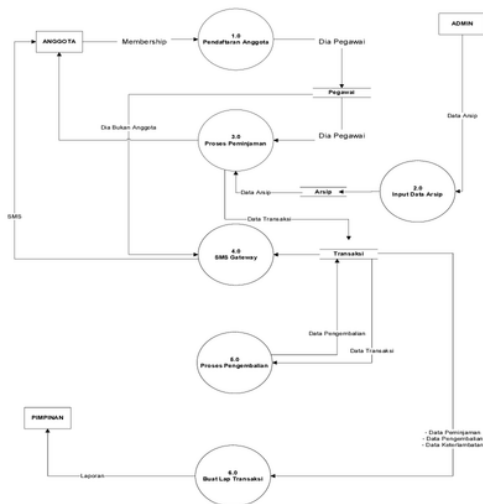 ANGGOTA
Membership
1.0
Pendaftaran Anggota
Dia Pegawai
ADMIN
Pegawai
Data Arsip
Dia Bukan Anggota
3.0
Proses Peminjaman
Dia Pegawai
Data Arsip
Arsip
2.0
Input Data Arsip
SMS
Data Transaksi
4.0
SMS Gateway
Transaksi
Data Pengembalian
Data Transaksi
5.0
Proses Pengembalian
PIMPINAN
- Data Peminjaman
- Data Pengembalian
- Data Keterlambatan
Laporan
6.0
Buat Lap Transaksi